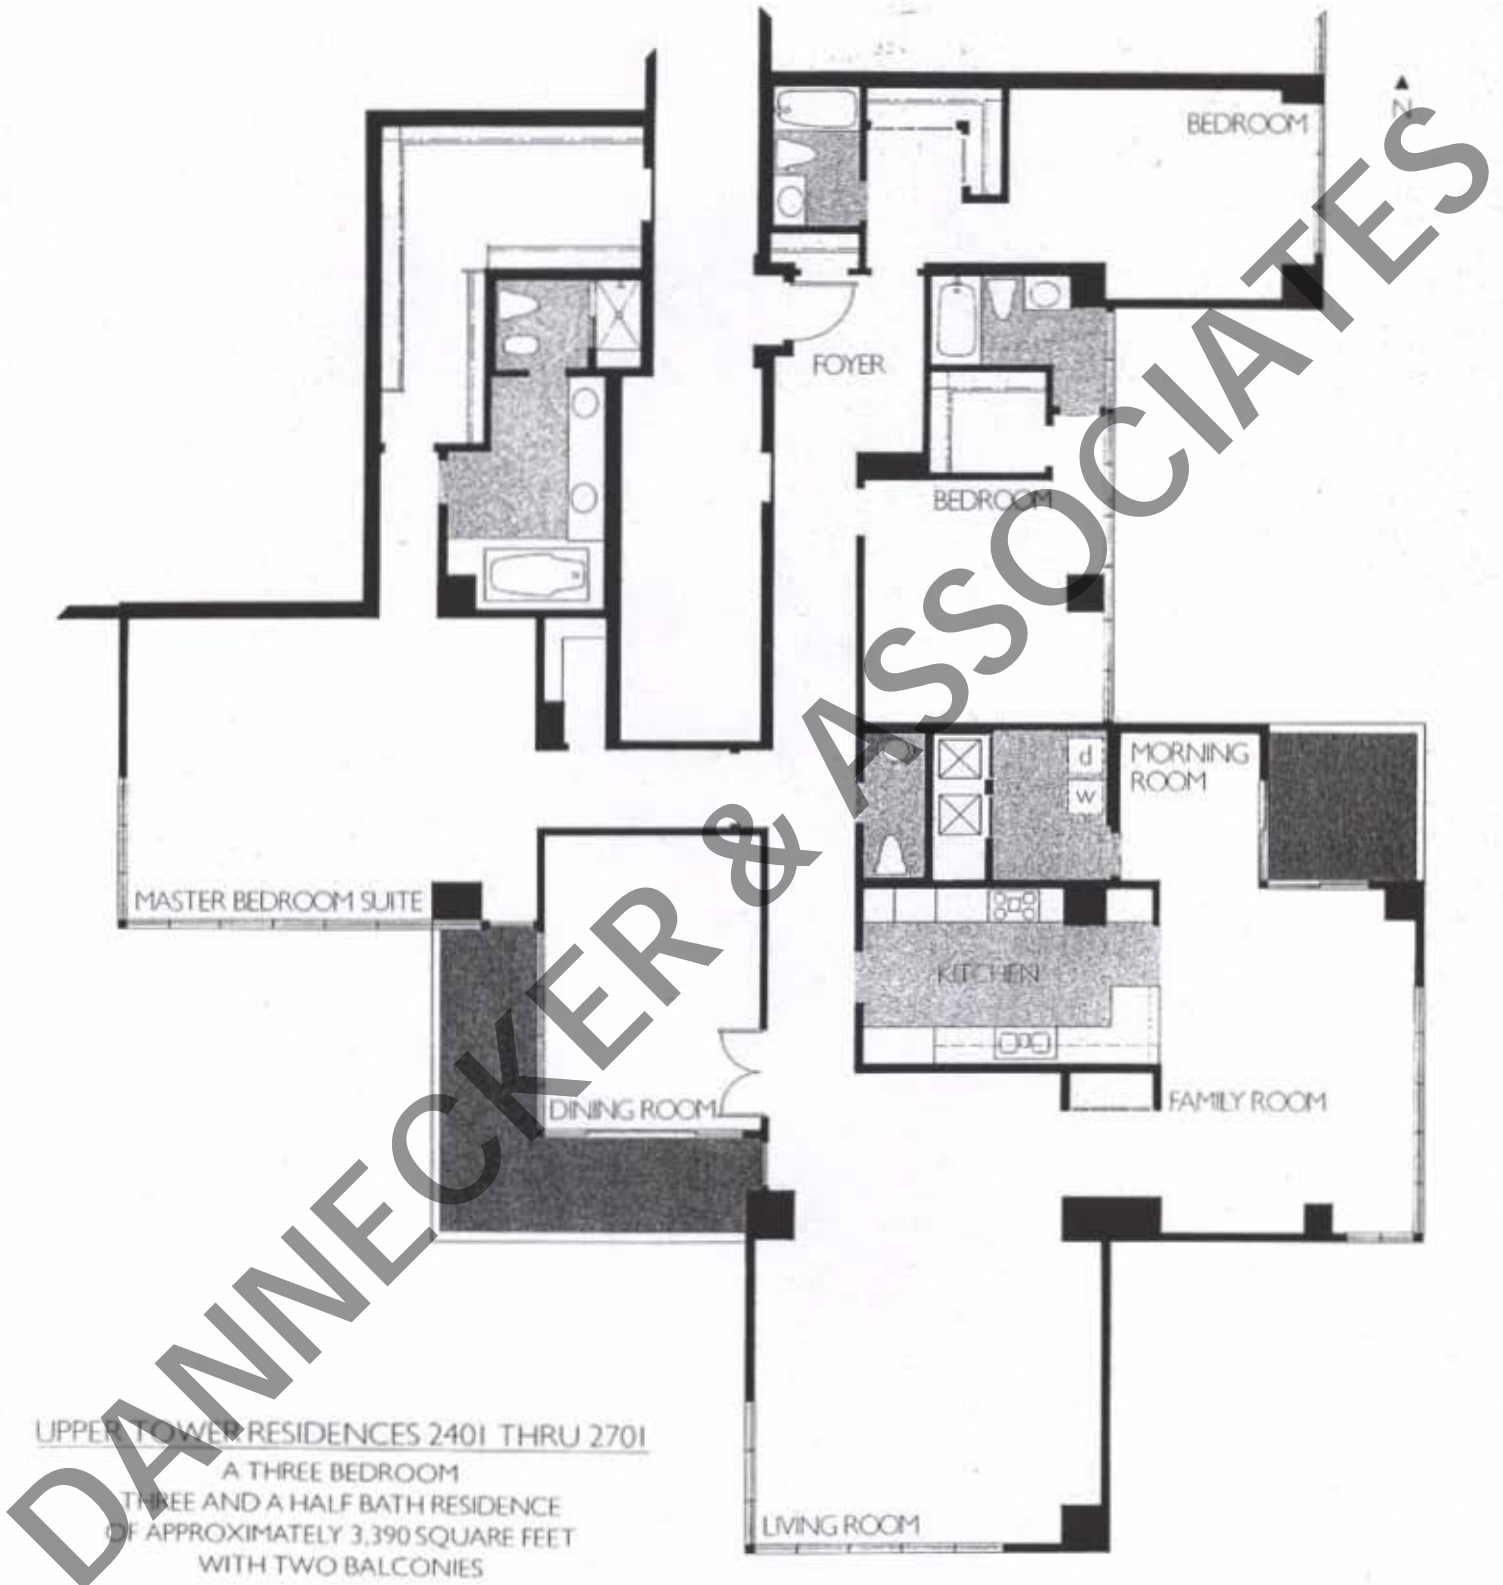 N
BEDROOM
FOYER
BEDROOM
d
w
MORNING
ROOM
MASTER BEDROOM SUITE
KITCHEN
DINING ROOM
FAMILY ROOM
LIVING ROOM
DANNECKER & ASSOCIATES
UPPER TOWER RESIDENCES 2401 THRU 2701
A THREE BEDROOM
THREE AND A HALF BATH RESIDENCE
OF APPROXIMATELY 3,390 SQUARE FEET
WITH TWO BALCONIES